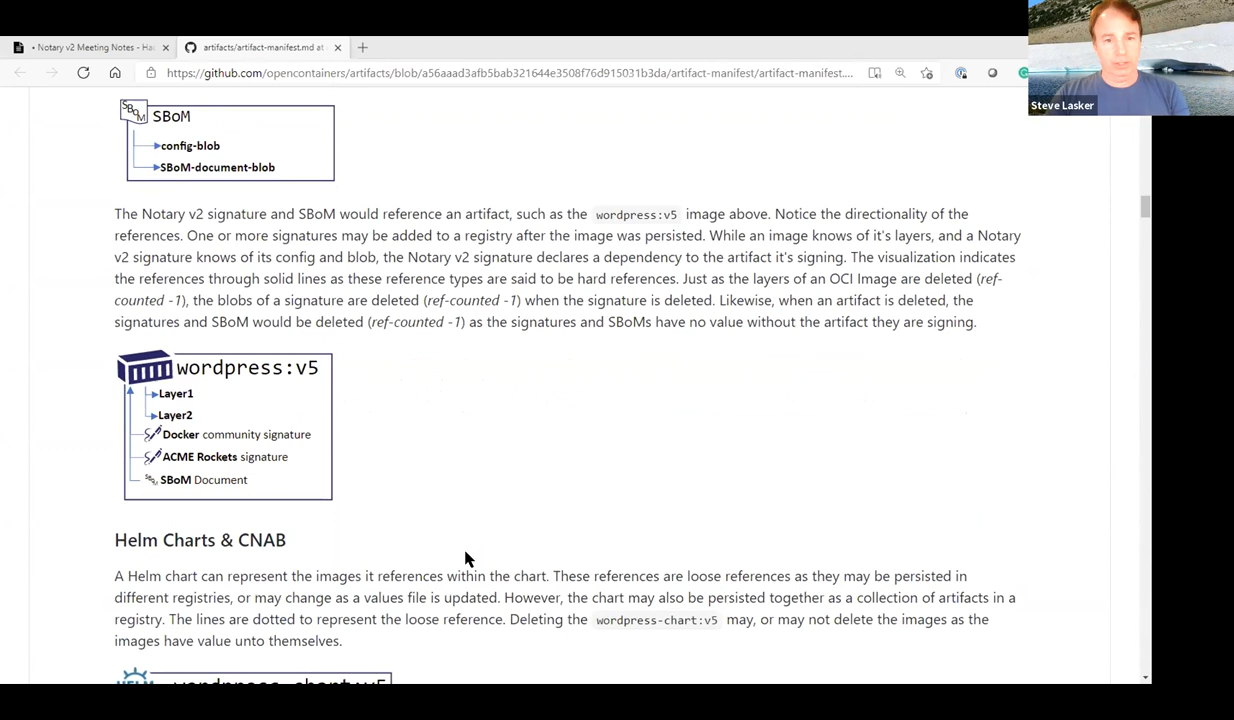 • Notary v2 Meeting Notes - Ha
artifacts/artifact-manifest.md at
https://github.com/opencontainers/artifacts/blob/a56aaad3afb5bab321644e3508f76d915031b3da/artifact-manifest/artifact-manifest....
Steve Lasker
SBoM
SBoM
config-blob
SBoM-document-blob
The Notary v2 signature and SBoM would reference an artifact, such as the wordpress:v5 image above. Notice the directionality of the
references. One or more signatures may be added to a registry after the image was persisted. While an image knows of it's layers, and a Notary
v2 signature knows of its config and blob, the Notary v2 signature declares a dependency to the artifact it's signing. The visualization indicates
the references through solid lines as these reference types are said to be hard references. Just as the layers of an OCI Image are deleted (ref-
counted -1), the blobs of a signature are deleted (ref-counted -1) when the signature is deleted. Likewise, when an artifact is deleted, the
signatures and SBoM would be deleted (ref-counted -1) as the signatures and SBoMs have no value without the artifact they are signing.
wordpress:v5
Layer1
Layer2
Docker community signature
ACME Rockets signature
SBoM Document
Helm Charts & CNAB
A Helm chart can represent the images it references within the chart. These references are loose references as they may be persisted in
different registries, or may change as a values file is updated. However, the chart may also be persisted together as a collection of artifacts in a
registry. The lines are dotted to represent the loose reference. Deleting the wordpress-chart:v5 may, or may not delete the images as the
images have value unto themselves.
HELM wordpress-chart:v5